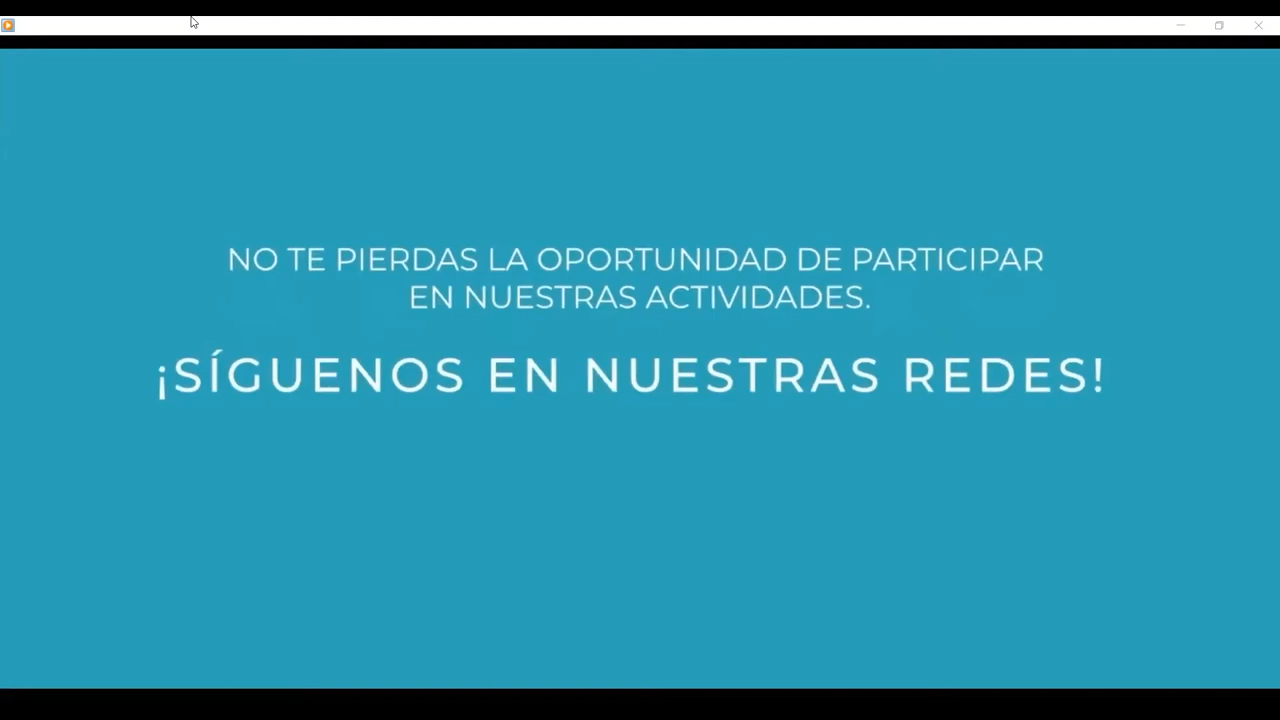 NO TE PIERDAS LA OPORTUNIDAD DE PARTICIPAR
EN NUESTRAS ACTIVIDADES.
¡SÍGUENOS EN NUESTRAS REDES!